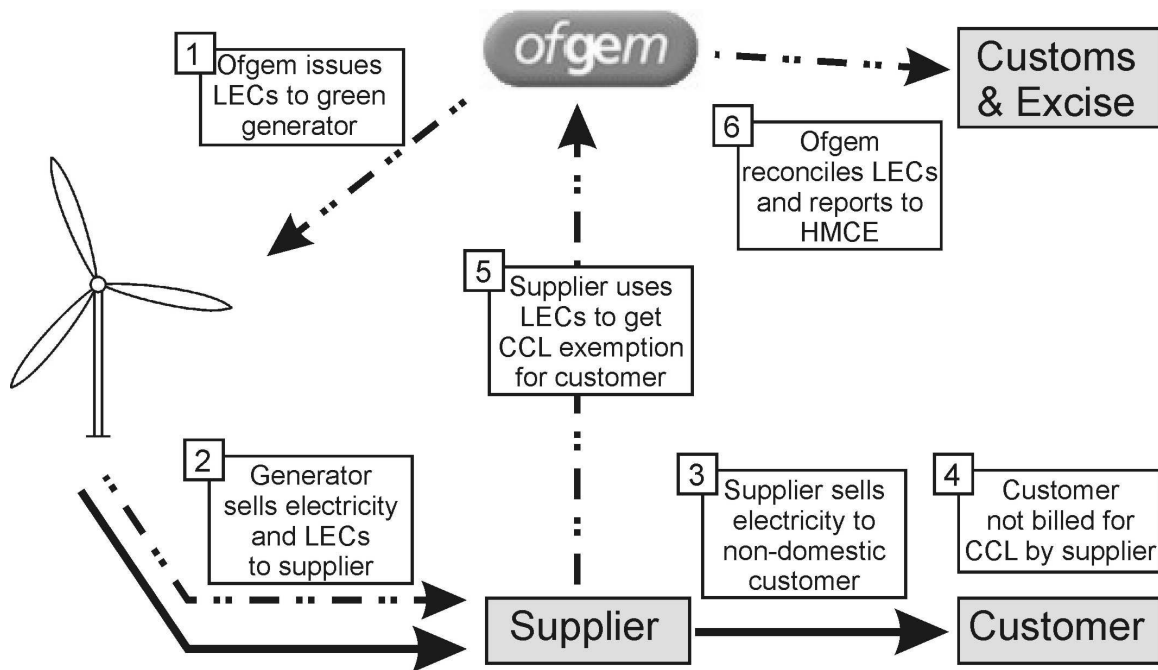 1
Ofgem issues
LECs to green
generator
ofgem
Customs
& Excise
6
Ofgem
reconciles LECs
and reports to
HMCE
5
Supplier uses
LECs to get
CCL exemption
for customer
2
Generator
sells electricity
and LECs
to supplier
3
Supplier sells
electricity to
non-domestic
customer
4
Customer
not billed for
CCL by supplier
Supplier
Customer